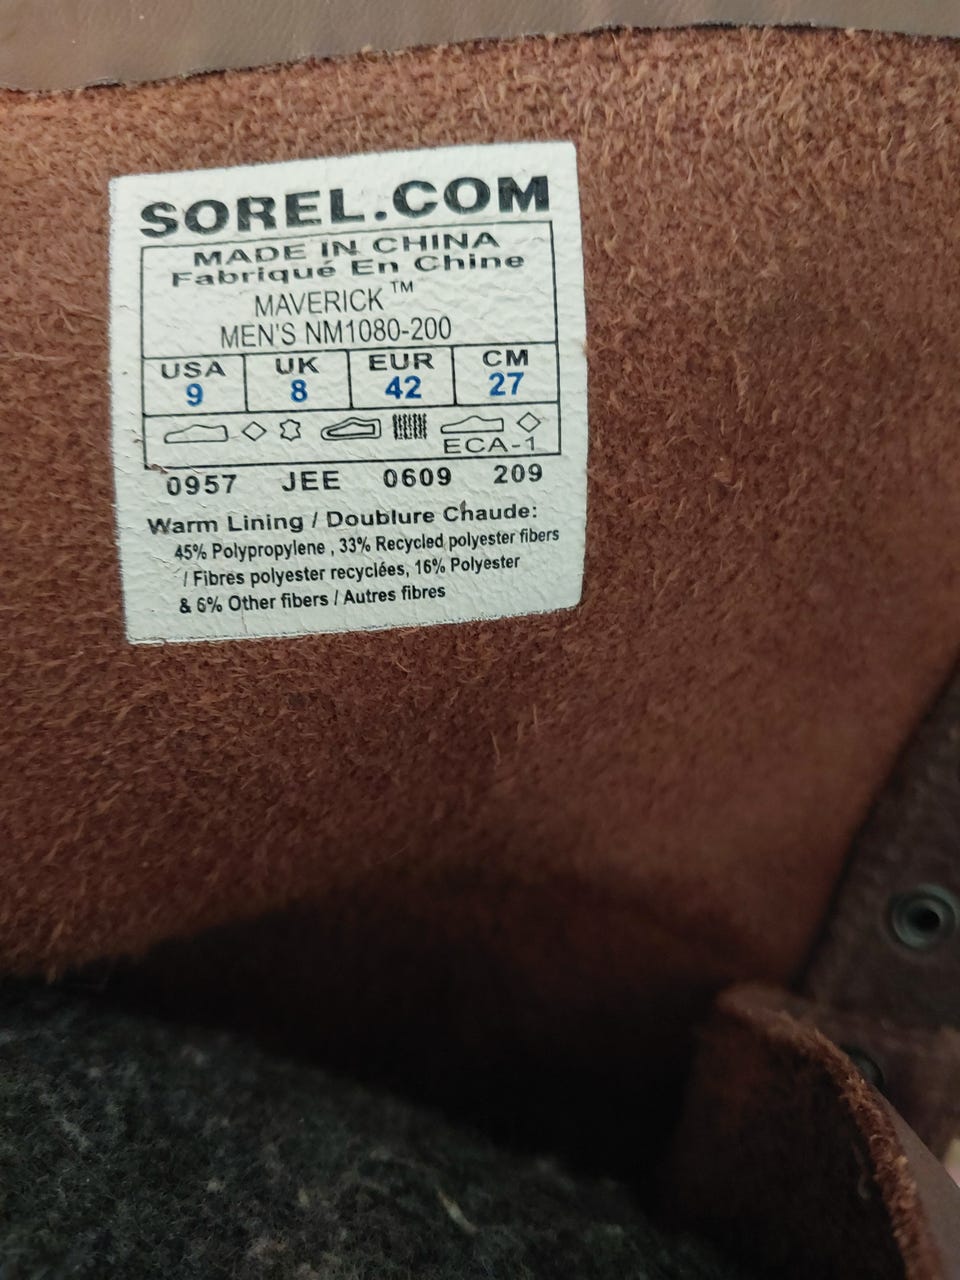 SOREL.COM
MADE IN CHINA
Fabriqué En Chine
MAVERICK™
MEN'S NM1080-200
USA UK EUR CM
9 8 42 27
ECA-1
0957 JEE 0609 209
Warm Lining / Doublure Chaude:
45% Polypropylene , 33% Recycled polyester fibers
/ Fibres polyester recyclées, 16% Polyester
& 6% Other fibers / Autres fibres